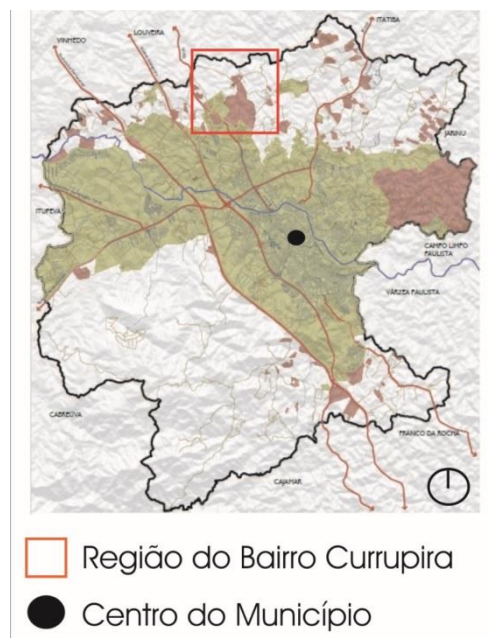 ITATIBA
LOUVEIRA
VINHEDO
JARINU
ITUPEVA
CAMPO LIMPO
PAULISTA
VÁRZEA PAULISTA
CABREÚVA
FRANCO DA ROCHA
CAJAMAR
Região do Bairro Currupira
Centro do Município